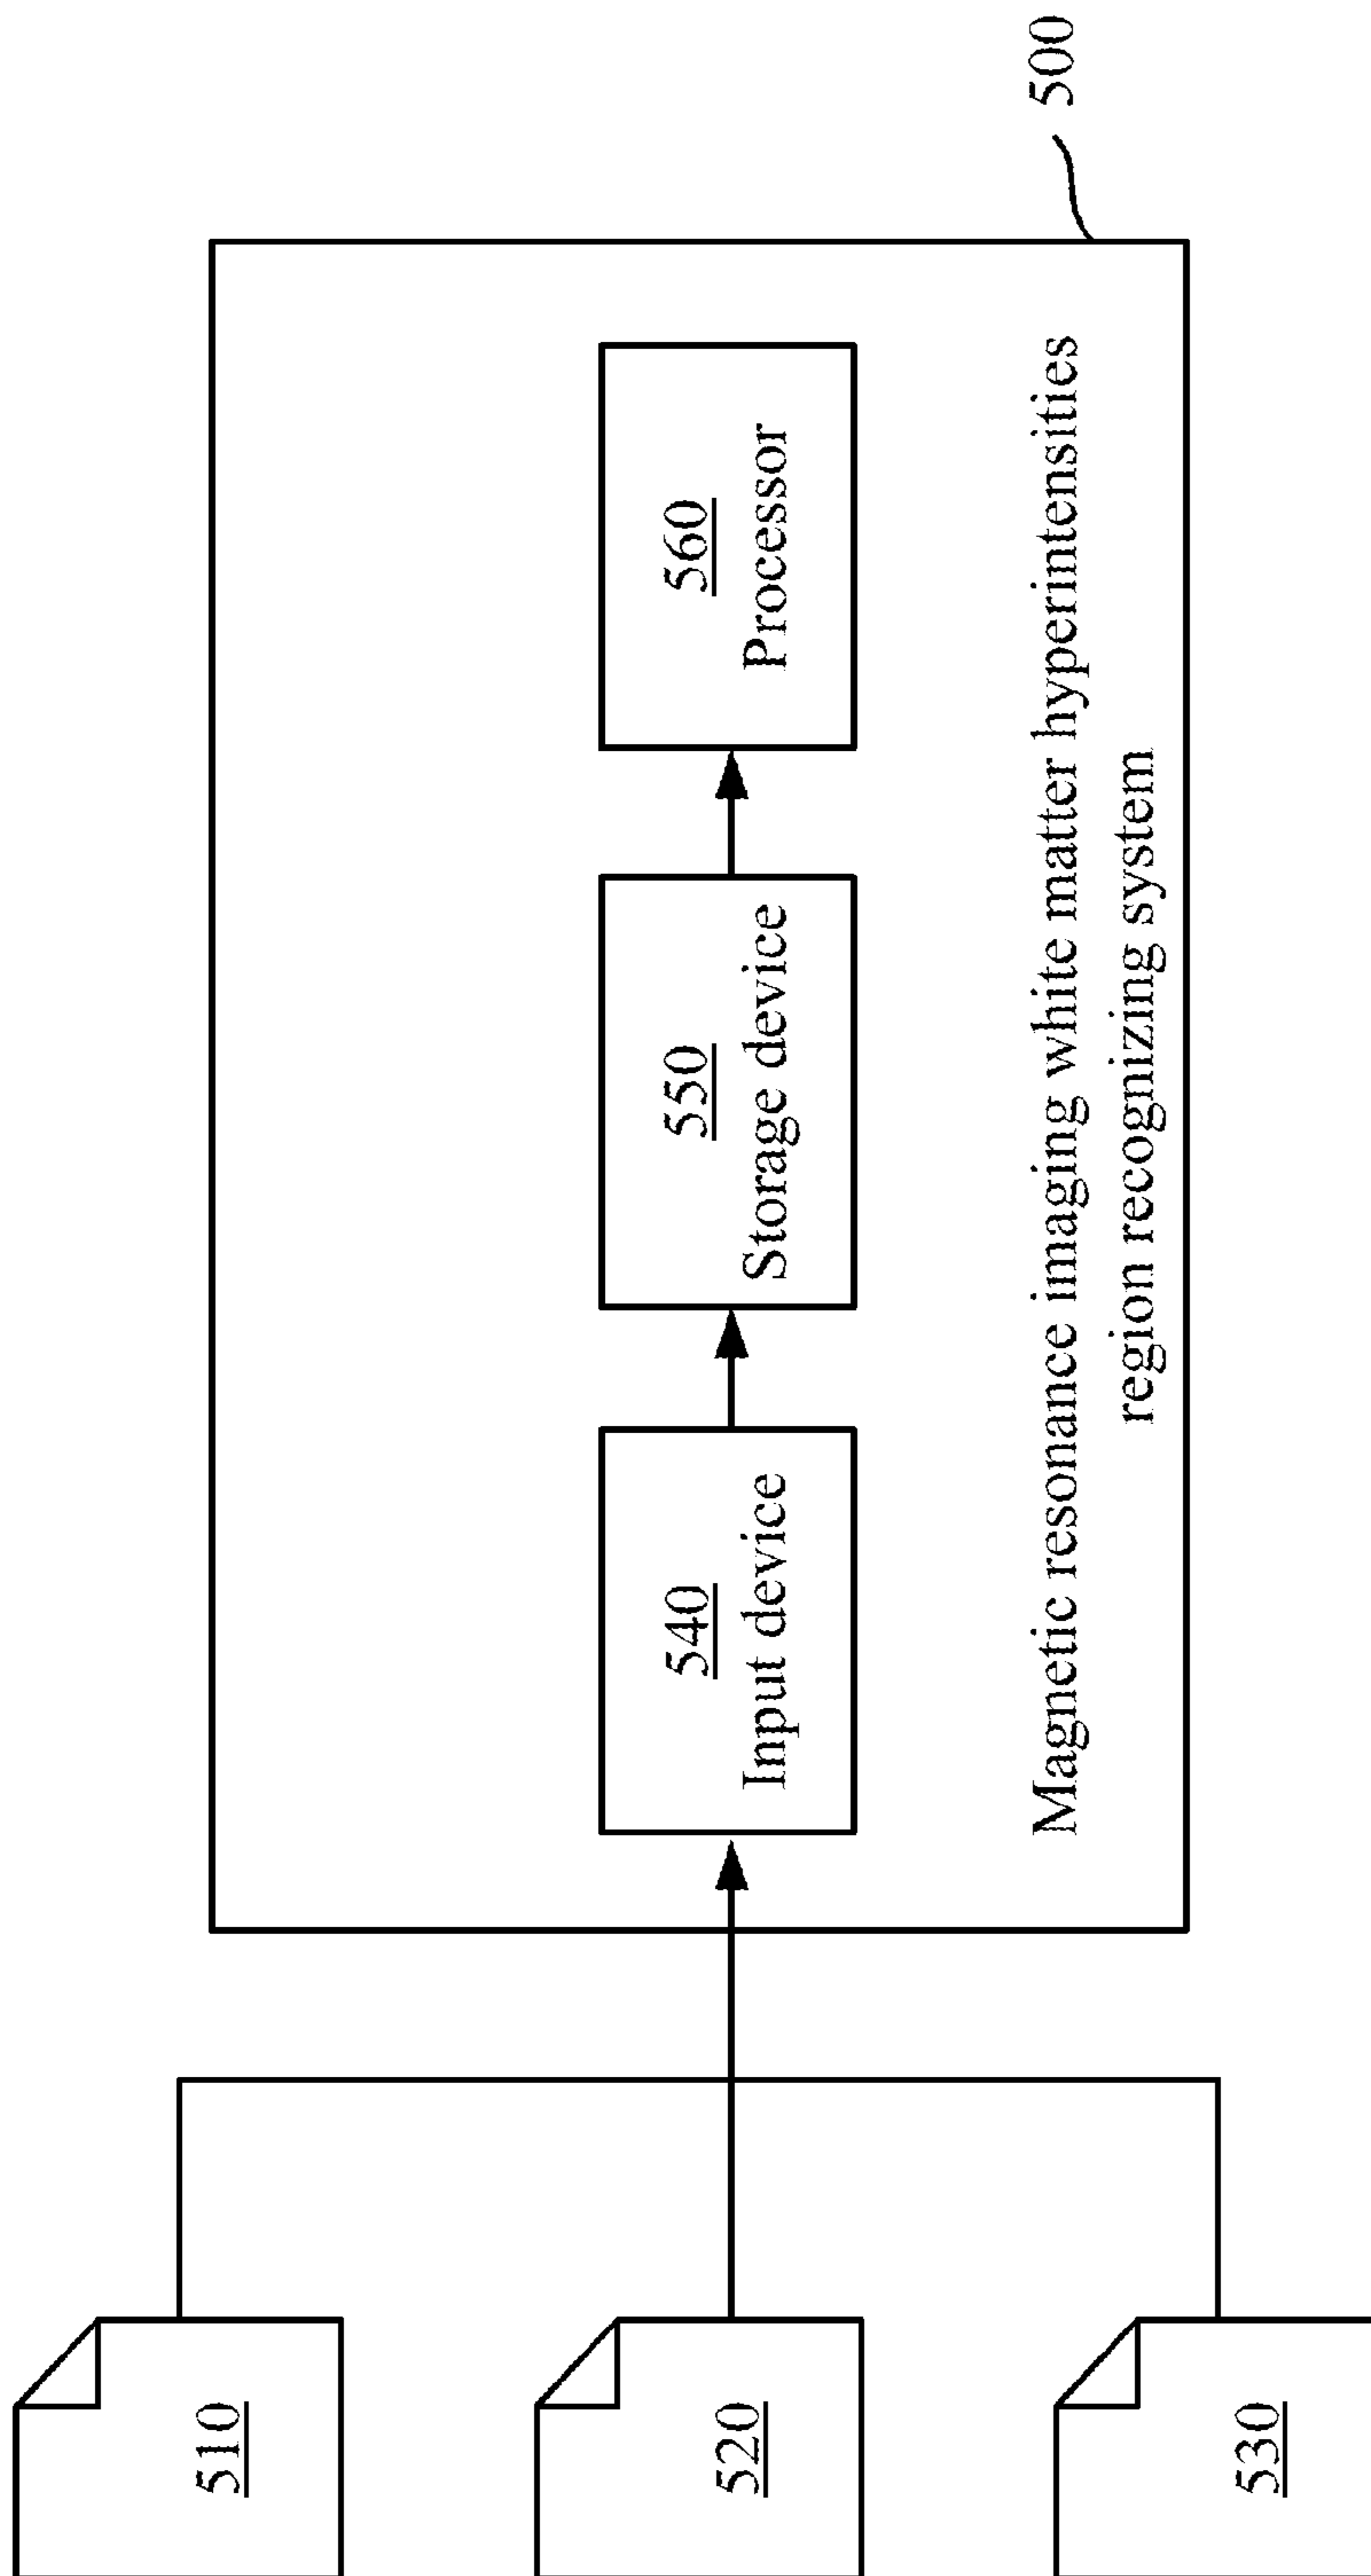 510
520
530
540
Input device
550
Storage device
560
Processor
Magnetic resonance imaging white matter hyperintensities
region recognizing system
500